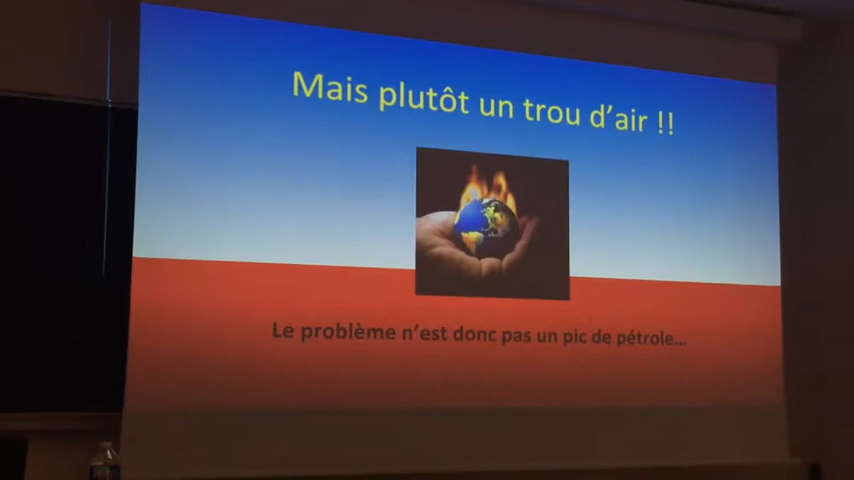 Mais plutôt un trou d'air !!
Le problème n'est donc pas un pic de pétrole...